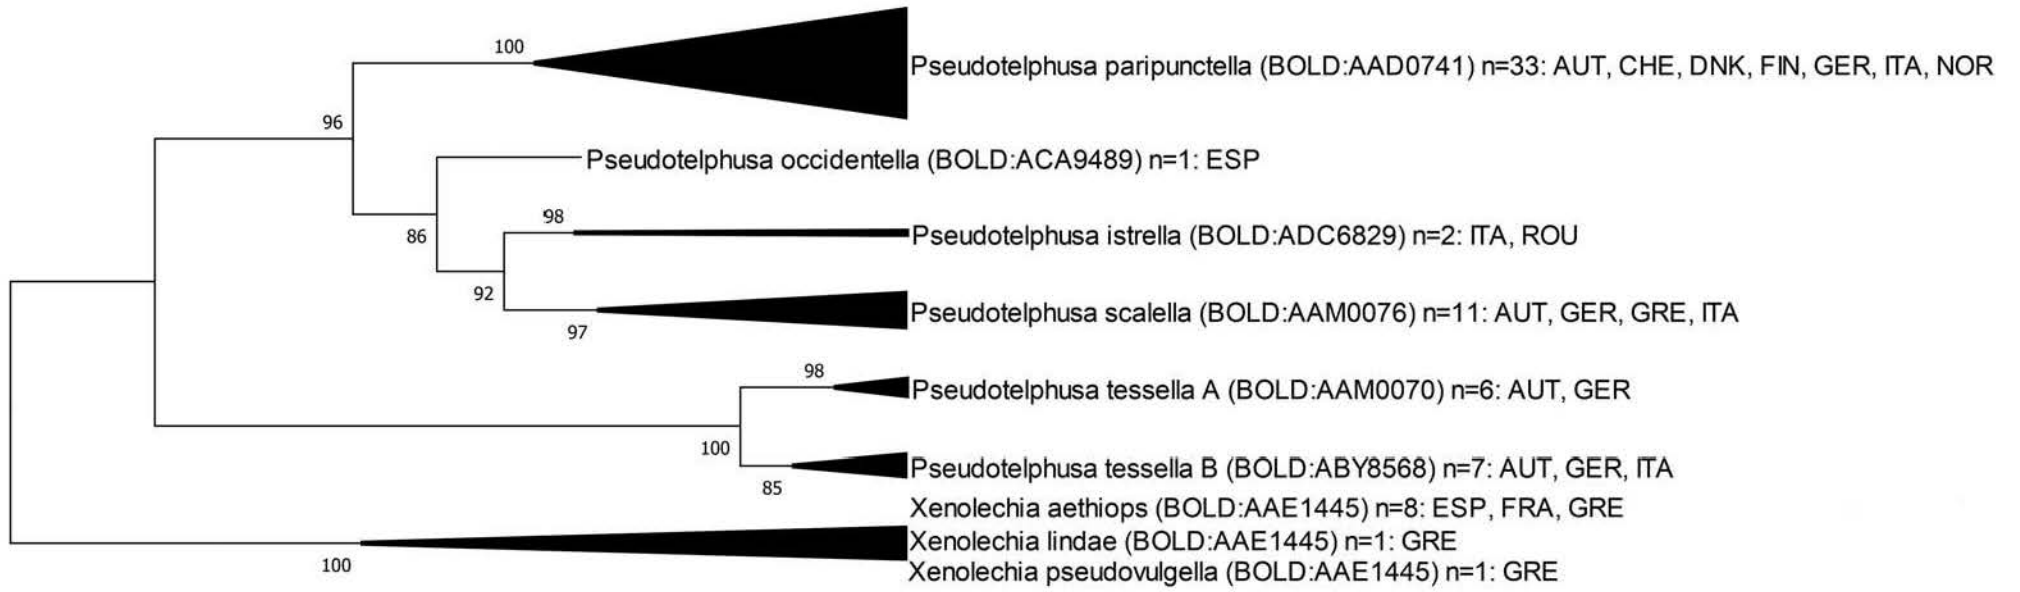 100
Pseudotelphusa paripunctella (BOLD:AAD0741) n=33: AUT, CHE, DNK, FIN, GER, ITA, NOR
96
Pseudotelphusa occidentella (BOLD:ACA9489) n=1: ESP
98
86
Pseudotelphusa istrella (BOLD:ADC6829) n=2: ITA, ROU
92
Pseudotelphusa scalella (BOLD:AAM0076) n=11: AUT, GER, GRE, ITA
97
98
Pseudotelphusa tessella A (BOLD:AAM0070) n=6: AUT, GER
100
Pseudotelphusa tessella B (BOLD:ABY8568) n=7: AUT, GER, ITA
85
Xenolechia aethiops (BOLD:AAE1445) n=8: ESP, FRA, GRE
Xenolechia lindae (BOLD:AAE1445) n=1: GRE
100
Xenolechia pseudovulgella (BOLD:AAE1445) n=1: GRE